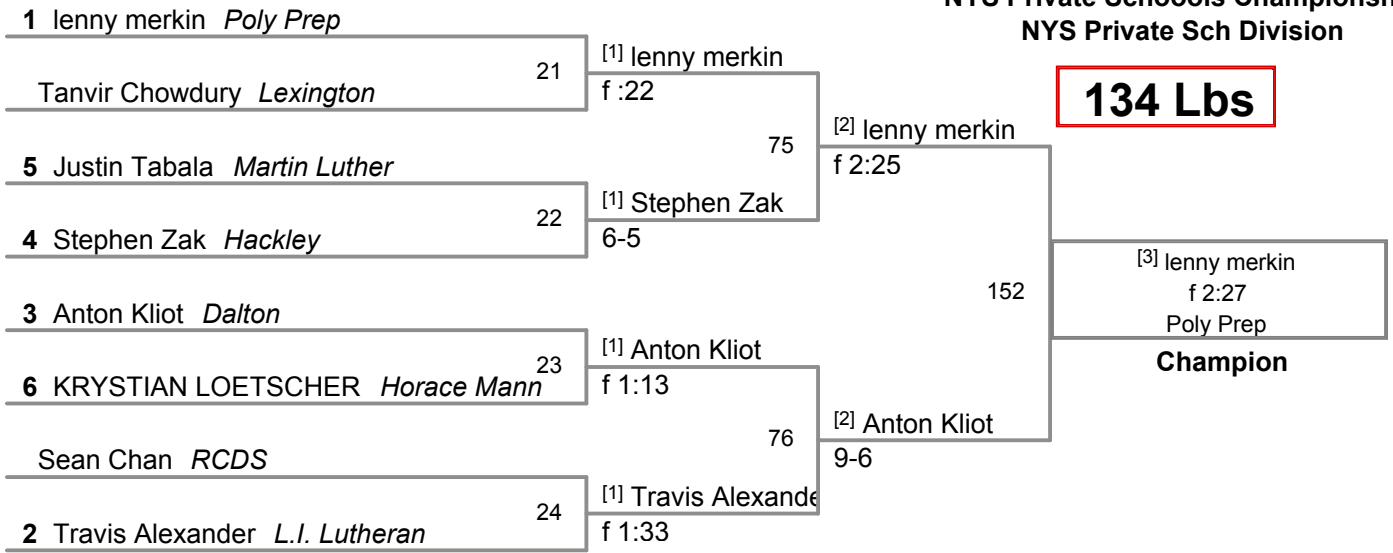 NYS Private Schoools
NYS Private Sch Division
134 Lbs
1 lenny merkin Poly Prep
21
Tanvir Chowdury Lexington
[1] lenny merkin
f :22
75
5 Justin Tabala Martin Luther
22
4 Stephen Zak Hackley
[1] Stephen Zak
6-5
[2] lenny merkin
f 2:25
152
3 Anton Kliot Dalton
23
6 KRYSTIAN LOETSCHER Horace Mann
[1] Anton Kliot
f 1:13
76
Sean Chan RCDS
24
2 Travis Alexander L.I. Lutheran
[1] Travis Alexande
f 1:33
[2] Anton Kliot
9-6
[3] lenny merkin
f 2:27
Poly Prep
Champion